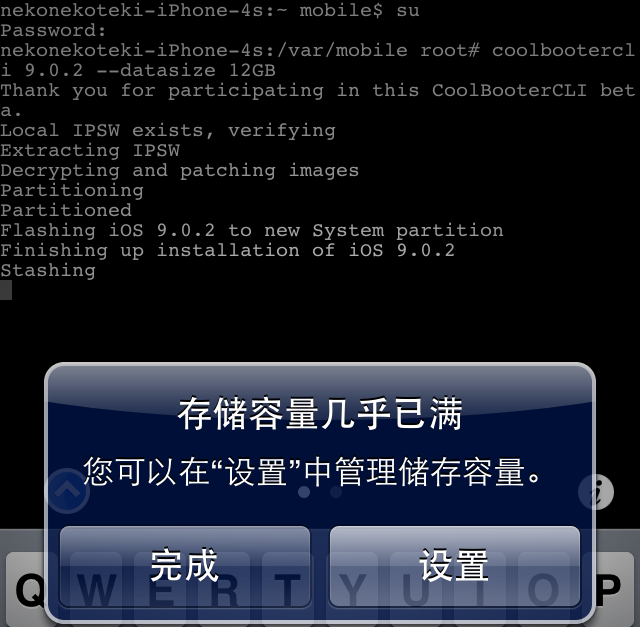 nekonekoteki-iPhone-4s:~ mobile$ su
Password:
nekonekoteki-iPhone-4s:/var/mobile root# coolbootercl
i 9.0.2 --datasize 12GB
Thank you for participating in this CoolBooterCLI bet
a.
Local IPSW exists, verifying
Extracting IPSW
Decrypting and patching images
Partitioning
Partitioned
Flashing iOS 9.0.2 to new System partition
Finishing up installation of iOS 9.0.2
Stashing
存储容量几乎已满
您可以在“设置”中管理储存容量。
完成 设置
Q W E R T Y U I O P